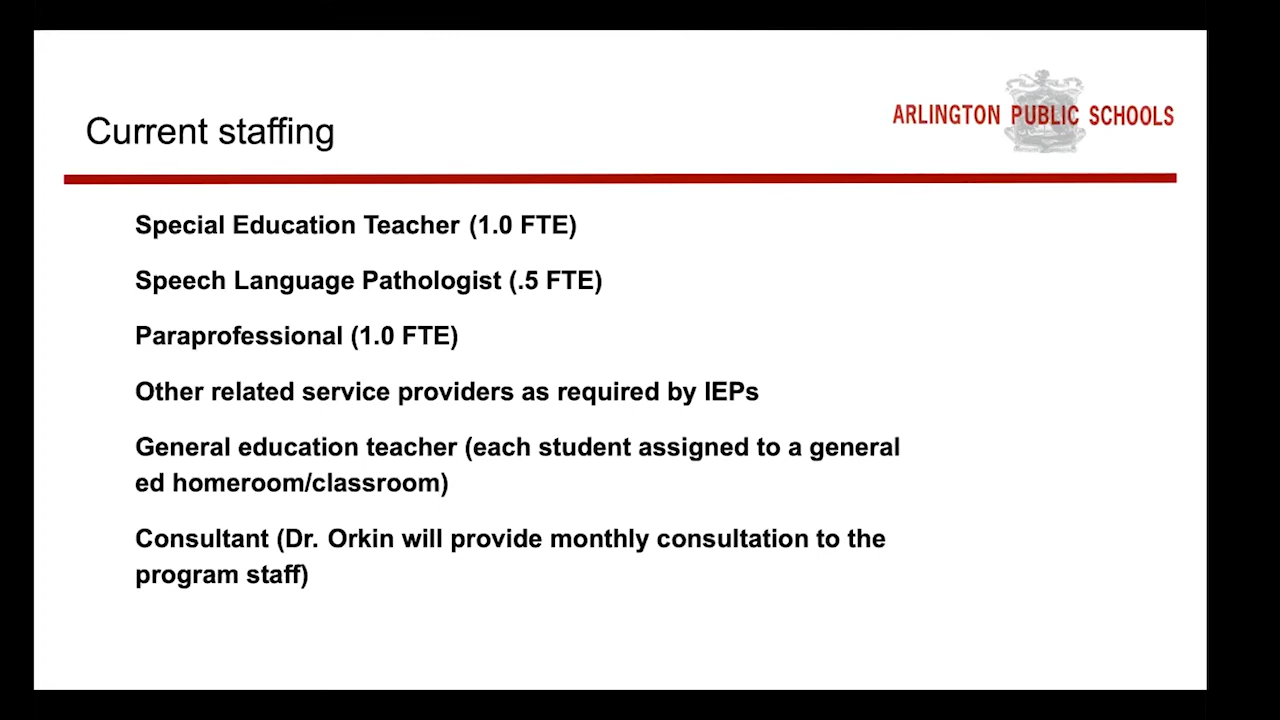 ARLINGTON PUBLIC SCHOOLS
Current staffing
Special Education Teacher (1.0 FTE)
Speech Language Pathologist (.5 FTE)
Paraprofessional (1.0 FTE)
Other related service providers as required by IEPs
General education teacher (each student assigned to a general
ed homeroom/classroom)
Consultant (Dr. Orkin will provide monthly consultation to the
program staff)